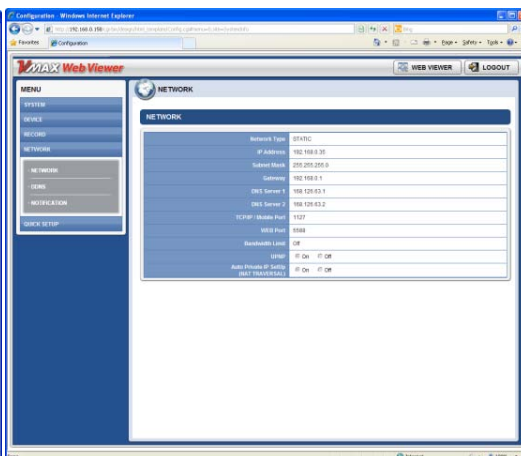 Configuration - Windows Internet Explorer
Favorites Configuration Page Safety Tools
VMAX Web Viewer WEB VIEWER LOGOUT
MENU
SYSTEM
DEVICE
RECORD
NETWORK
- NETWORK
- DDNS
- NOTIFICATION
QUICK SETUP
NETWORK
NETWORK
Network Type STATIC
IP Address 192.168.0.35
Subnet Mask 255.255.255.0
Gateway 192.168.0.1
DNS Server 1 168.126.63.1
DNS Server 2 168.126.63.2
TCP/IP / Mobile Port
WEB Port
Bandwidth Limit Off
UPNP On Off
Auto Private IP Setup On Off
(NAT TRAVERSAL)